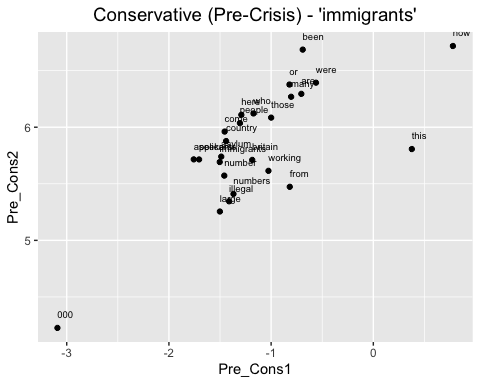 Conservative (Pre-Crisis) - 'immigrants'
now
been
were
or
are
many
who
here
those
people
come
country
this
asylum
britain
immigrants
working
number
from
numbers
illegal
large
000
6
5
-3
-2
-1
0
Pre_Cons1
Pre_Cons2